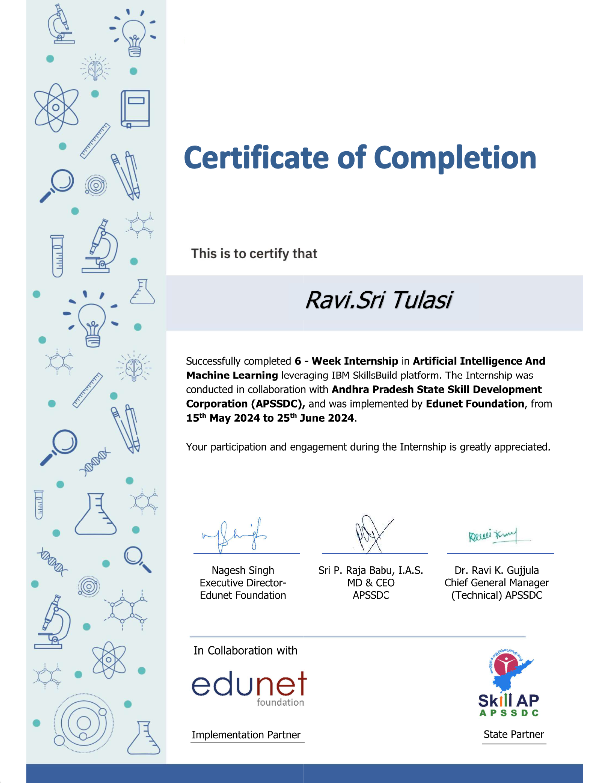 Certificate of Completion
This is to certify that
Ravi.Sri Tulasi
Successfully completed 6 - Week Internship in Artificial Intelligence And
Machine Learning leveraging IBM SkillsBuild platform. The Internship was
conducted in collaboration with Andhra Pradesh State Skill Development
Corporation (APSSDC), and was implemented by Edunet Foundation, from
15th May 2024 to 25th June 2024.
Your participation and engagement during the Internship is greatly appreciated.
Nagesh Singh
Executive Director-
Edunet Foundation
Sri P. Raja Babu, I.A.S.
MD & CEO
APSSDC
Dr. Ravi K. Gujjula
Chief General Manager
(Technical) APSSDC
In Collaboration with
edunet
foundation
Implementation Partner
Skill AP
APSSDC
State Partner